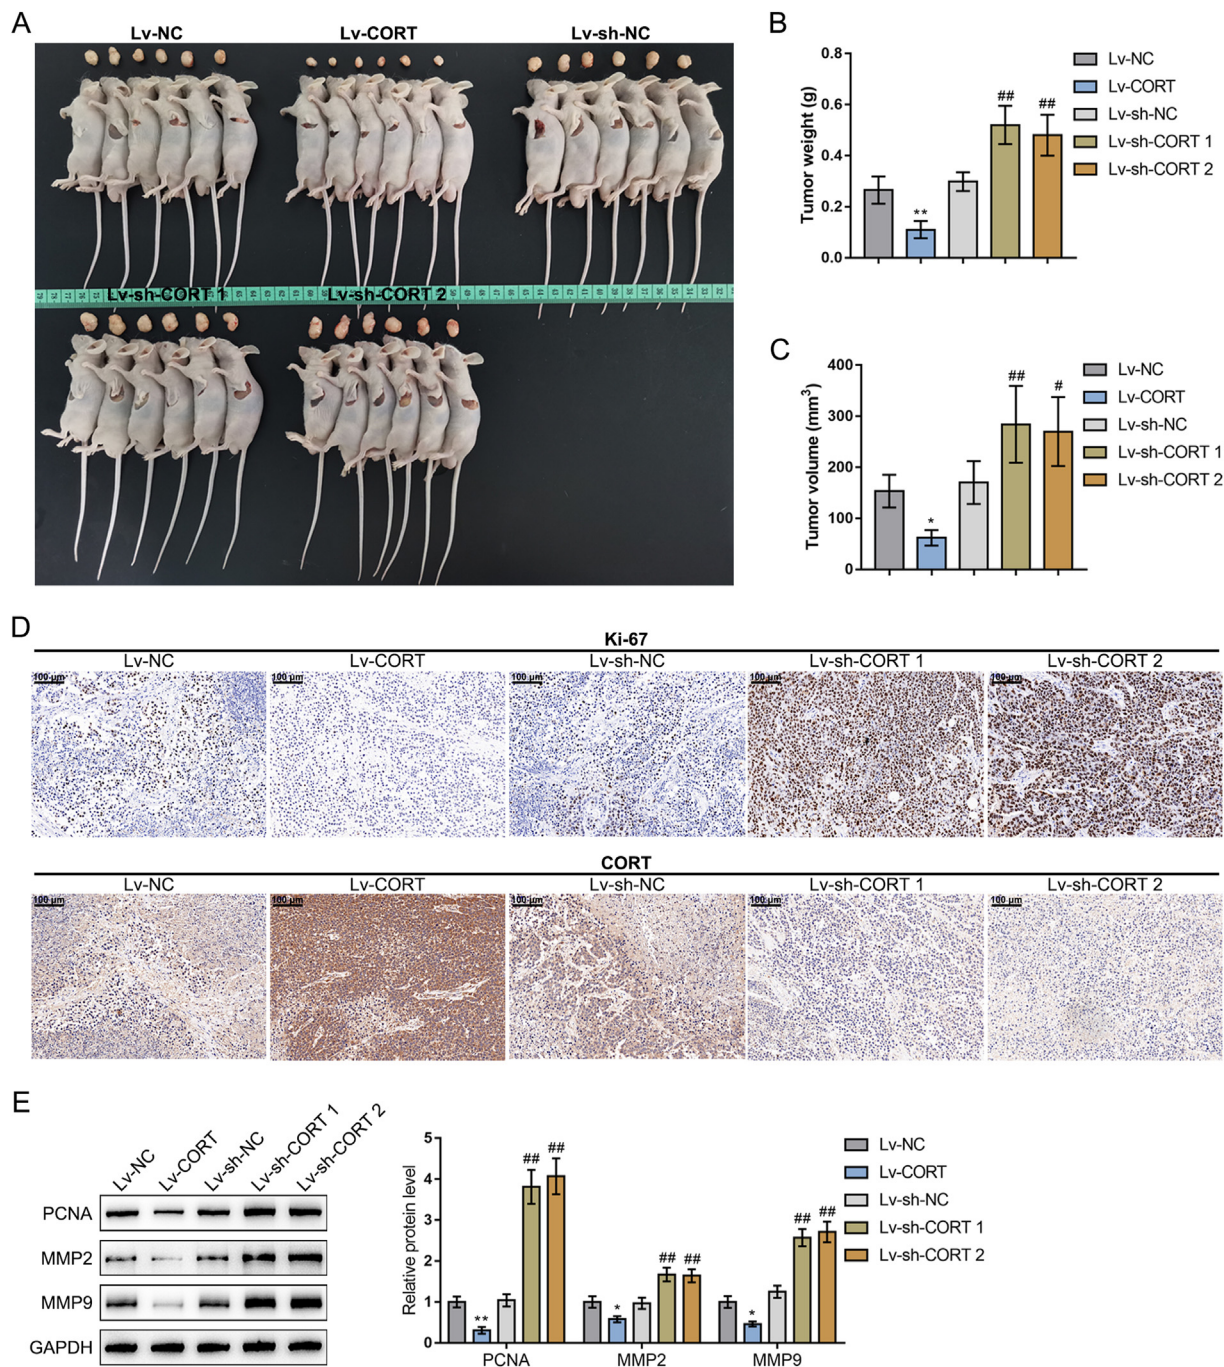 A
Lv-NC
Lv-CORT
Lv-sh-NC
Lv-sh-CORT 1
Lv-sh-CORT 2
B
Tumor weight (g)
0.8
0.6
0.4
0.2
0.0
**
##
##
Lv-NC
Lv-CORT
Lv-sh-NC
Lv-sh-CORT 1
Lv-sh-CORT 2
C
Tumor volume (mm³)
400
300
200
100
0
*
##
#
Lv-NC
Lv-CORT
Lv-sh-NC
Lv-sh-CORT 1
Lv-sh-CORT 2
D
Ki-67
Lv-NC Lv-CORT Lv-sh-NC Lv-sh-CORT 1 Lv-sh-CORT 2
100 μm 100 μm 100 μm 100 μm 100 μm
CORT
Lv-NC Lv-CORT Lv-sh-NC Lv-sh-CORT 1 Lv-sh-CORT 2
100 μm 100 μm 100 μm 100 μm 100 μm
E
Lv-NC Lv-CORT Lv-sh-NC Lv-sh-CORT 1 Lv-sh-CORT 2
PCNA
MMP2
MMP9
GAPDH
Relative protein level
5
4
3
2
1
0
** ## ##
* ## ##
* ## ##
PCNA MMP2 MMP9
Lv-NC
Lv-CORT
Lv-sh-NC
Lv-sh-CORT 1
Lv-sh-CORT 2